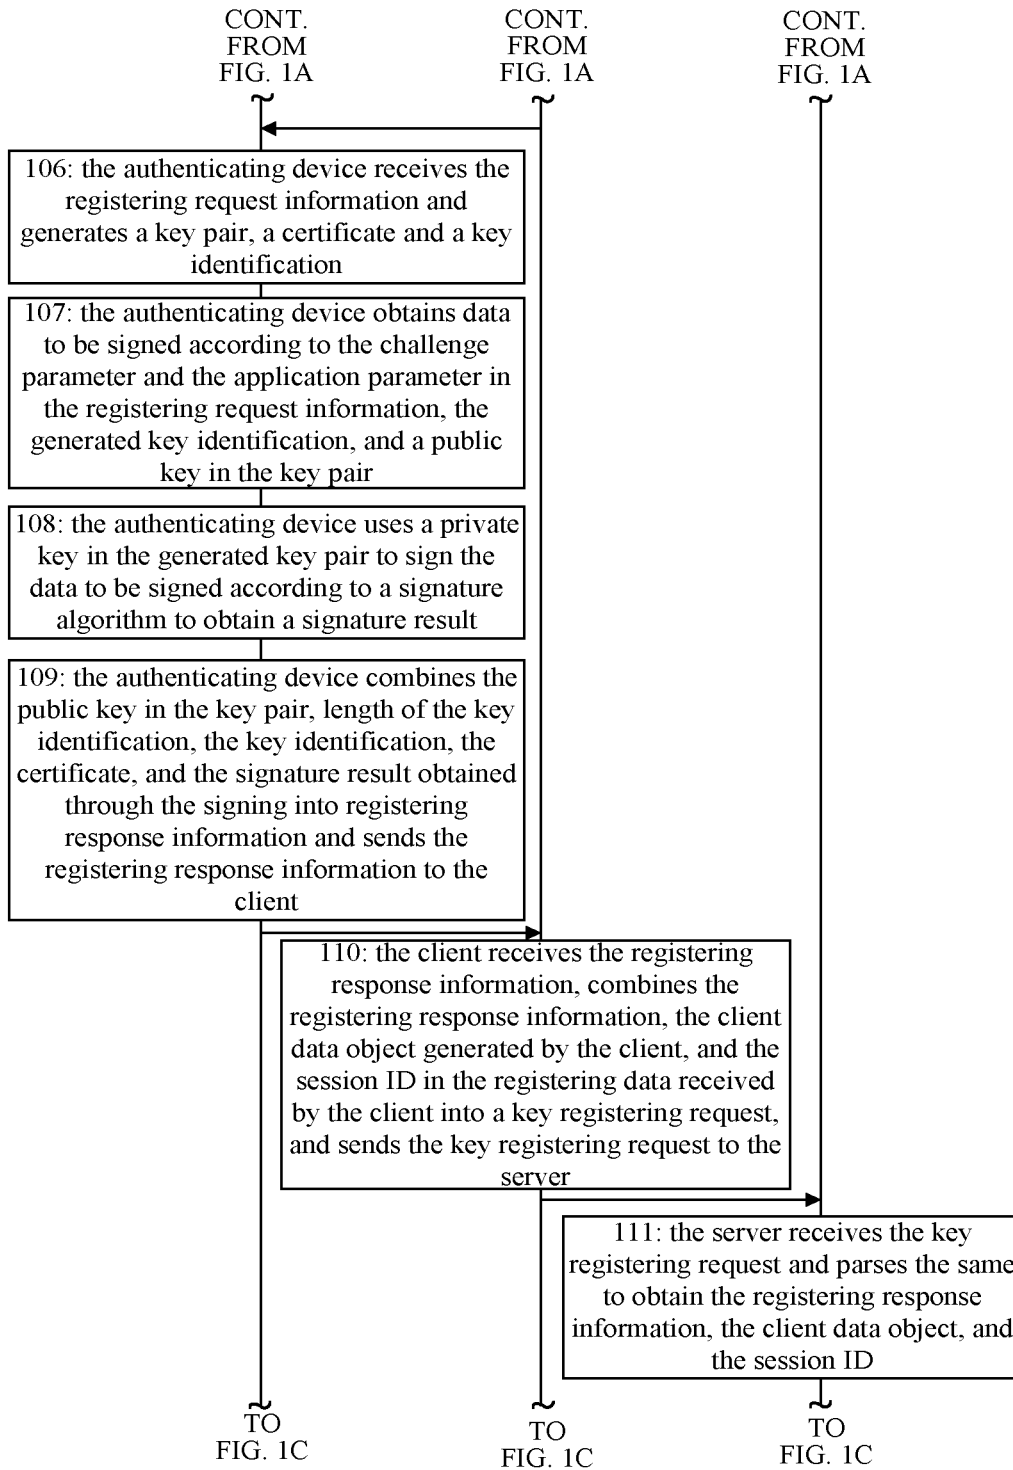 CONT.
FROM
FIG. 1A
CONT.
FROM
FIG. 1A
CONT.
FROM
FIG. 1A
106: the authenticating device receives the
registering request information and
generates a key pair, a certificate and a key
identification
107: the authenticating device obtains data
to be signed according to the challenge
parameter and the application parameter in
the registering request information, the
generated key identification, and a public
key in the key pair
108: the authenticating device uses a private
key in the generated key pair to sign the
data to be signed according to a signature
algorithm to obtain a signature result
109: the authenticating device combines the
public key in the key pair, length of the key
identification, the key identification, the
certificate, and the signature result obtained
through the signing into registering
response information and sends the
registering response information to the
client
110: the client receives the registering
response information, combines the
registering response information, the client
data object generated by the client, and the
session ID in the registering data received
by the client into a key registering request,
and sends the key registering request to the
server
111: the server receives the key
registering request and parses the same
to obtain the registering response
information, the client data object, and
the session ID
TO
FIG. 1C
TO
FIG. 1C
TO
FIG. 1C